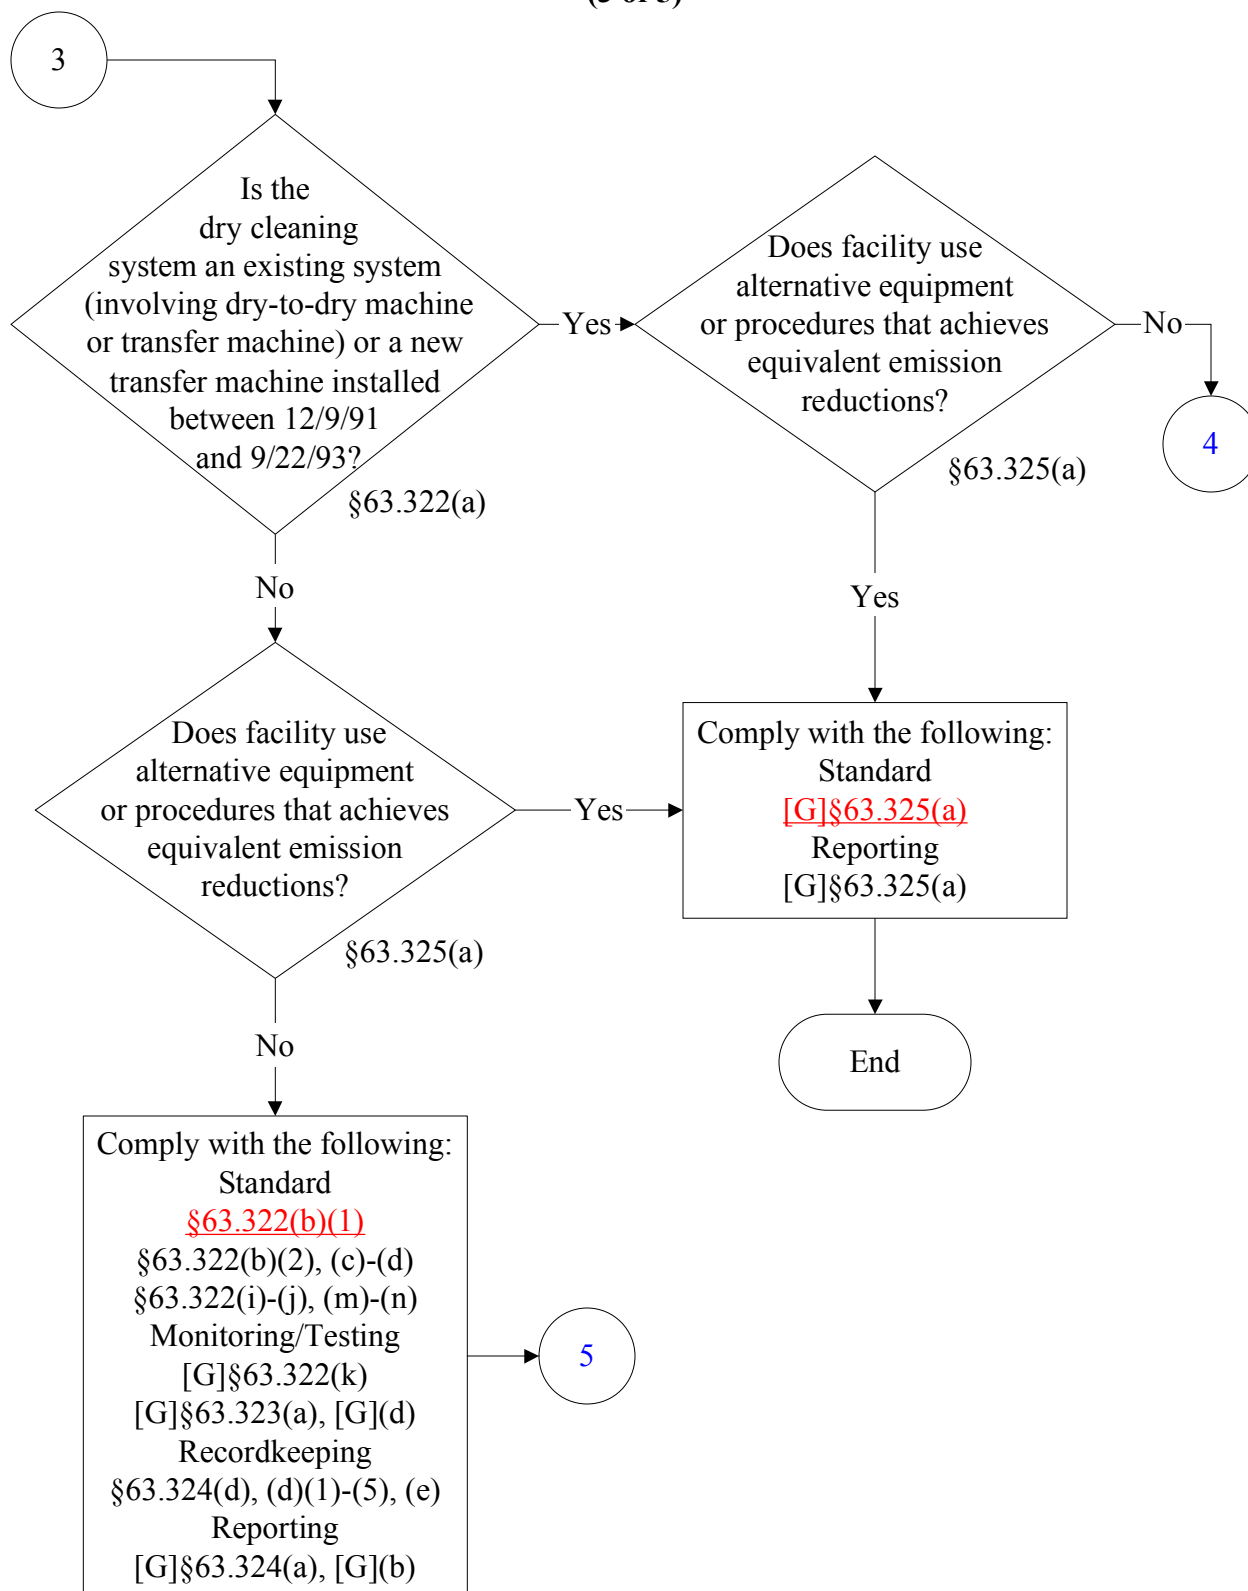 (3 of 5)
3
Is the
dry cleaning
system an existing system
(involving dry-to-dry machine
or transfer machine) or a new
transfer machine installed
between 12/9/91
and 9/22/93?
§63.322(a)
Yes
Does facility use
alternative equipment
or procedures that achieves
equivalent emission
reductions?
§63.325(a)
No
4
No
Yes
Does facility use
alternative equipment
or procedures that achieves
equivalent emission
reductions?
§63.325(a)
Yes
Comply with the following:
Standard
[G]§63.325(a)
Reporting
[G]§63.325(a)
End
No
Comply with the following:
Standard
§63.322(b)(1)
§63.322(b)(2), (c)-(d)
§63.322(i)-(j), (m)-(n)
Monitoring/Testing
[G]§63.322(k)
[G]§63.323(a), [G](d)
Recordkeeping
§63.324(d), (d)(1)-(5), (e)
Reporting
[G]§63.324(a), [G](b)
5